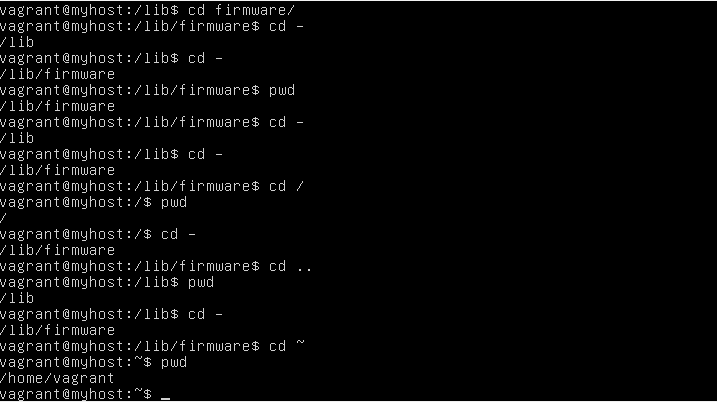 vagrant@myhost:/lib$ cd firmware/
vagrant@myhost:/lib/firmware$ cd -
/lib
vagrant@myhost:/lib$ cd -
/lib/firmware
vagrant@myhost:/lib/firmware$ pwd
/lib/firmware
vagrant@myhost:/lib/firmware$ cd -
/lib
vagrant@myhost:/lib$ cd -
/lib/firmware
vagrant@myhost:/lib/firmware$ cd /
vagrant@myhost:/$ pwd
/
vagrant@myhost:/$ cd -
/lib/firmware
vagrant@myhost:/lib/firmware$ cd ..
vagrant@myhost:/lib$ pwd
/lib
vagrant@myhost:/lib$ cd -
/lib/firmware
vagrant@myhost:/lib/firmware$ cd ~
vagrant@myhost:~$ pwd
/home/vagrant
vagrant@myhost:~$ _